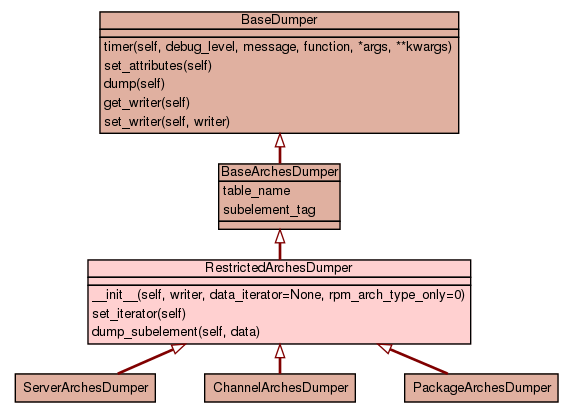 BaseDumper
timer(self, debug_level, message, function, *args, **kwargs)
set_attributes(self)
dump(self)
get_writer(self)
set_writer(self, writer)
BaseArchesDumper
table_name
subelement_tag
RestrictedArchesDumper
__init__(self, writer, data_iterator=None, rpm_arch_type_only=0)
set_iterator(self)
dump_subelement(self, data)
ServerArchesDumper
ChannelArchesDumper
PackageArchesDumper